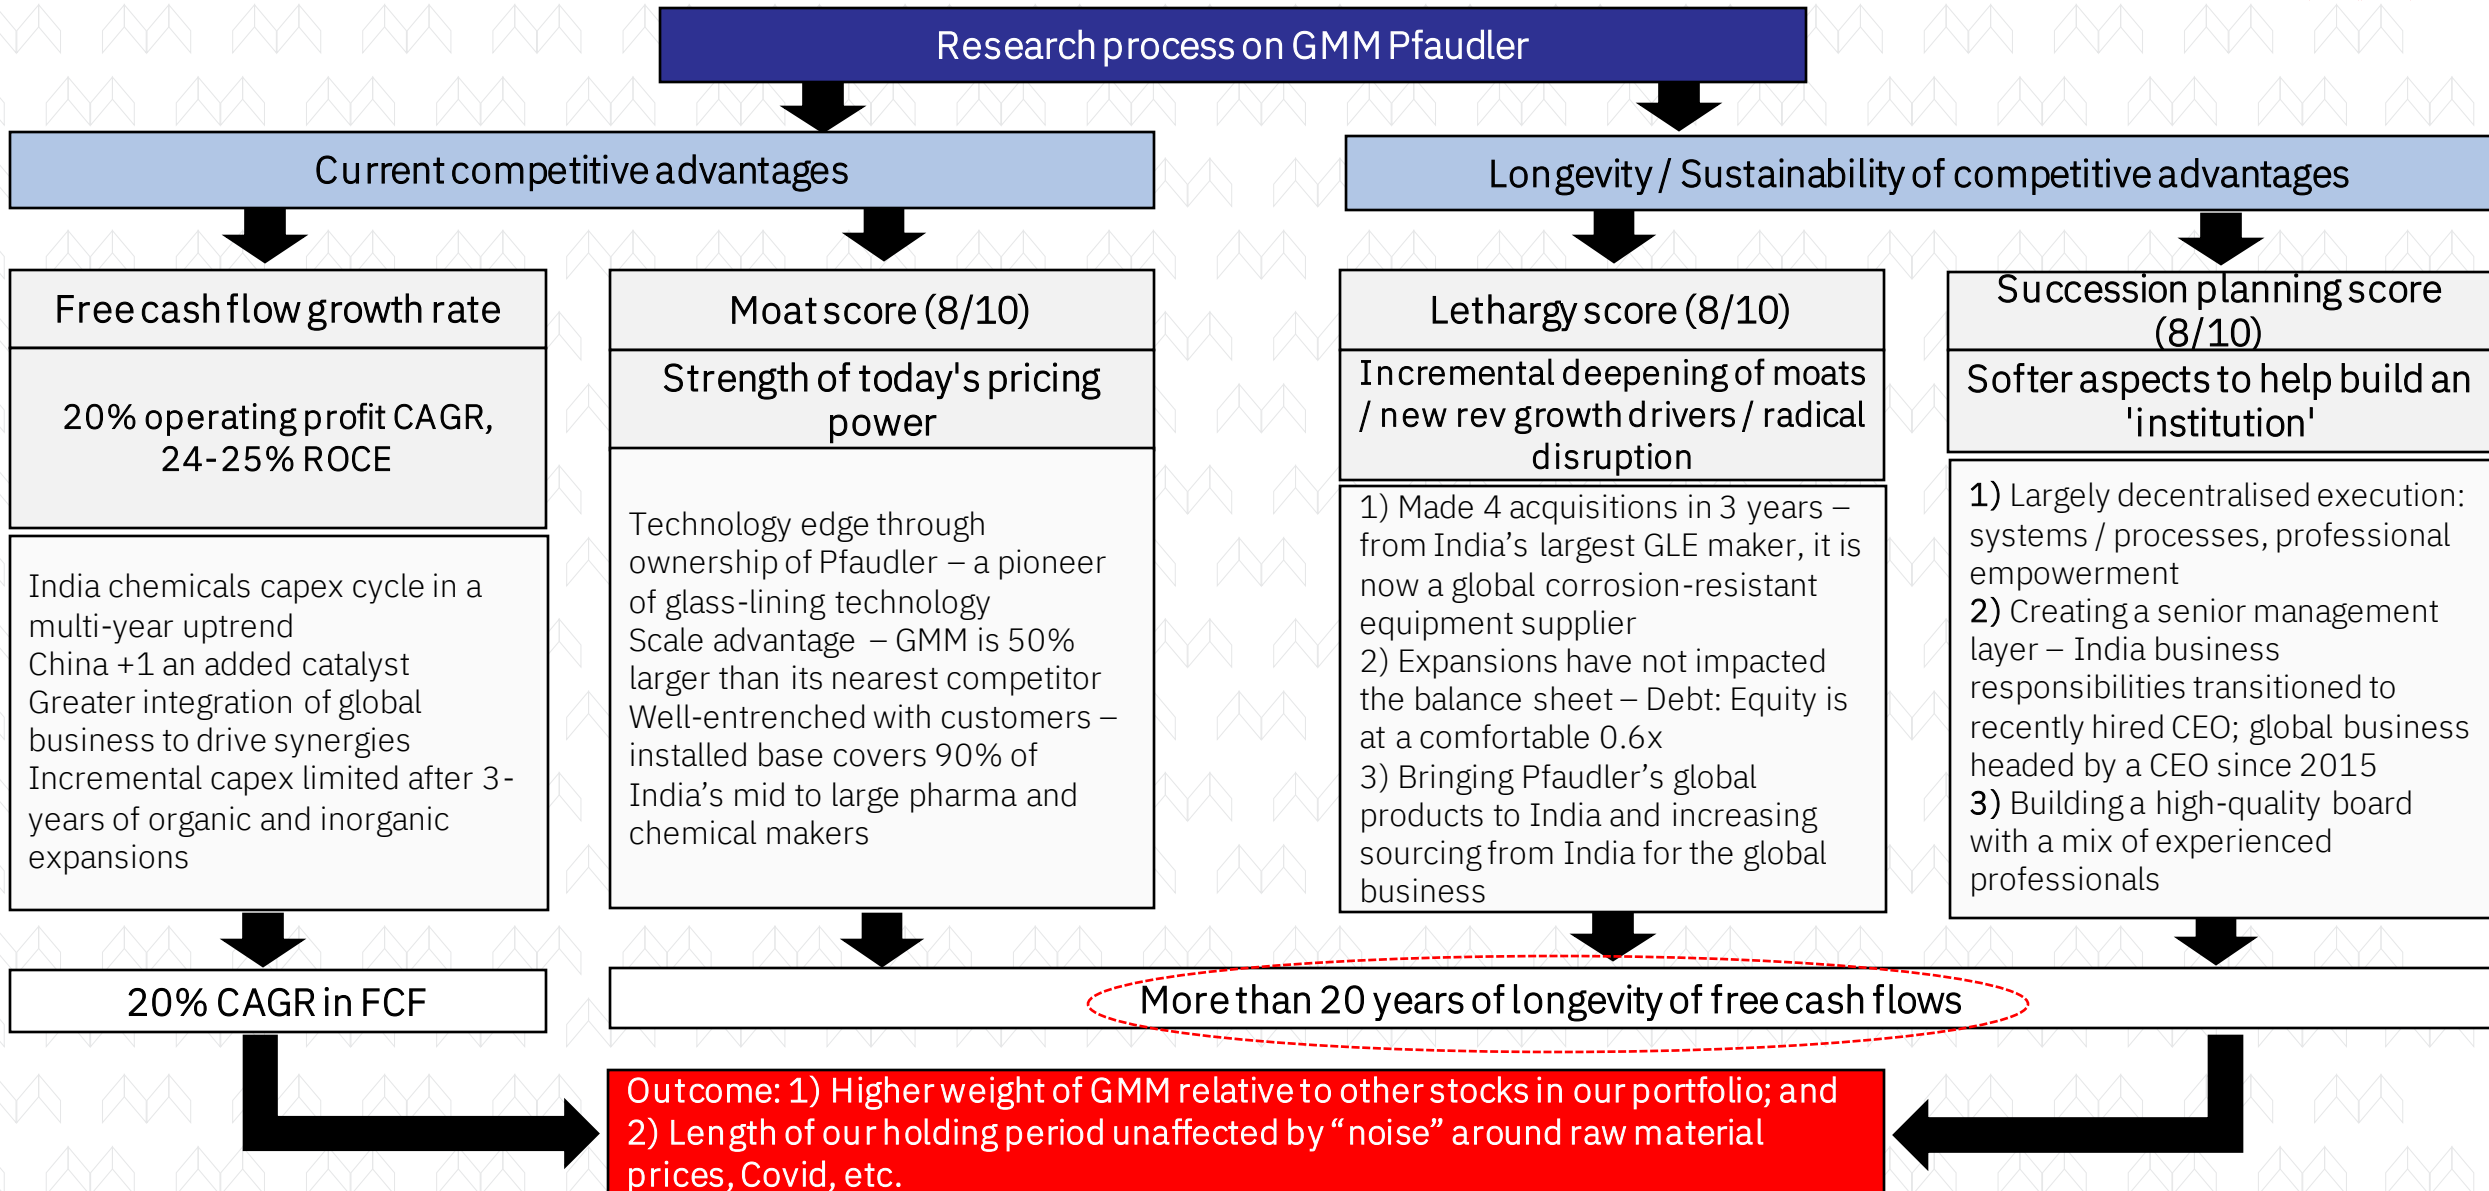 Research process on GMM Pfaudler
Current competitive advantages
Longevity / Sustainability of competitive advantages
Free cash flow growth rate
20% operating profit CAGR,
24-25% ROCE
India chemicals capex cycle in a
multi-year uptrend
China +1 an added catalyst
Greater integration of global
business to drive synergies
Incremental capex limited after 3-
years of organic and inorganic
expansions
Moat score (8/10)
Strength of today's pricing
power
Technology edge through
ownership of Pfaudler – a pioneer
of glass-lining technology
Scale advantage – GMM is 50%
larger than its nearest competitor
Well-entrenched with customers –
installed base covers 90% of
India’s mid to large pharma and
chemical makers
Lethargy score (8/10)
Incremental deepening of moats
/ new rev growth drivers / radical
disruption
1) Made 4 acquisitions in 3 years –
from India’s largest GLE maker, it is
now a global corrosion-resistant
equipment supplier
2) Expansions have not impacted
the balance sheet – Debt: Equity is
at a comfortable 0.6x
3) Bringing Pfaudler’s global
products to India and increasing
sourcing from India for the global
business
Succession planning score
(8/10)
Softer aspects to help build an
'institution'
1) Largely decentralised execution:
systems / processes, professional
empowerment
2) Creating a senior management
layer – India business
responsibilities transitioned to
recently hired CEO; global business
headed by a CEO since 2015
3) Building a high-quality board
with a mix of experienced
professionals
20% CAGR in FCF
More than 20 years of longevity of free cash flows
Outcome: 1) Higher weight of GMM relative to other stocks in our portfolio; and
2) Length of our holding period unaffected by “noise” around raw material
prices, Covid, etc.